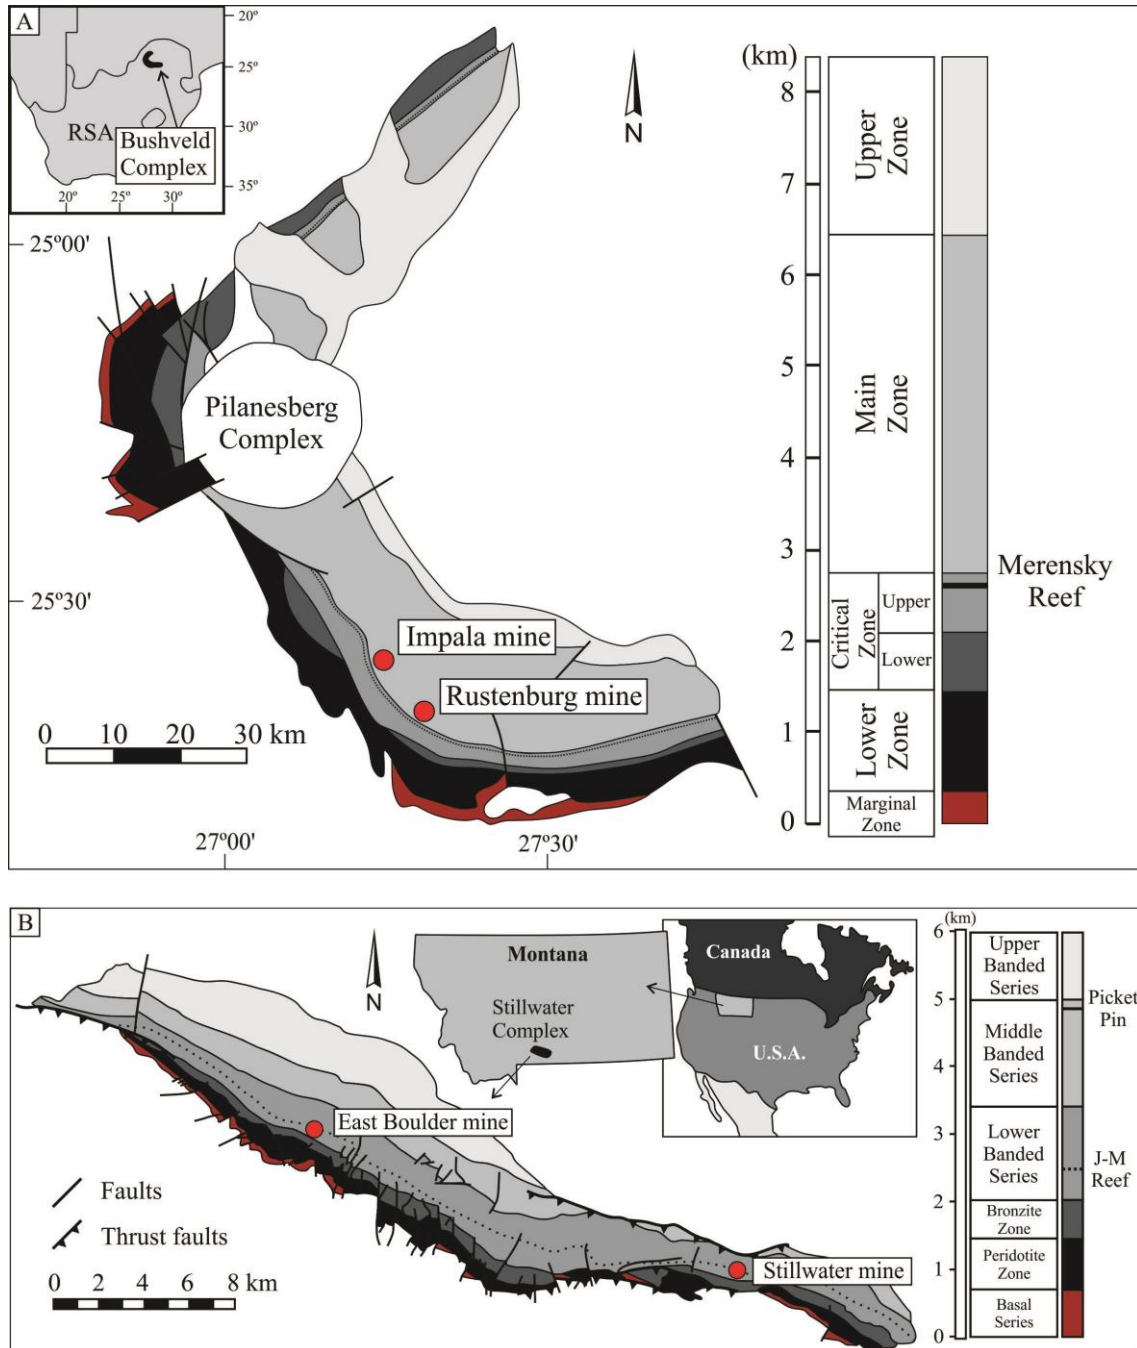 A
20º
25º
30º
35º
RSA
Bushveld
Complex
20º
25º
30º
N
25º00'
Pilanesberg
Complex
25º30'
Impala mine
Rustenburg mine
0 10 20 30 km
27º00'
27º30'
(km)
8
7
6
5
4
3
2
1
0
Upper
Zone
Main
Zone
Critical
Zone
Upper
Lower
Lower
Zone
Marginal
Zone
Merensky
Reef
B
N
Montana
Stillwater
Complex
Canada
U.S.A.
East Boulder mine
Stillwater mine
Faults
Thrust faults
0 2 4 6 8 km
(km)
6
5
4
3
2
1
0
Upper
Banded
Series
Middle
Banded
Series
Lower
Banded
Series
Bronzite
Zone
Peridotite
Zone
Basal
Series
Picket
Pin
J-M
Reef